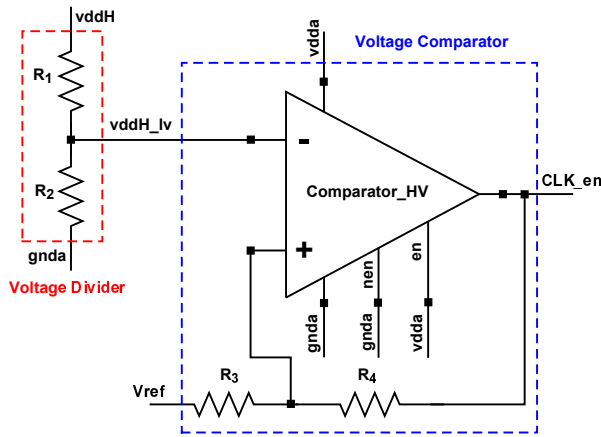 vddH
Voltage Comparator
vdda
R1
vddH_lv
-
R2
Comparator_HV
CLK_en
+
gnda
nen
en
Voltage Divider
gnda
gnda
vdda
R3
R4
Vref